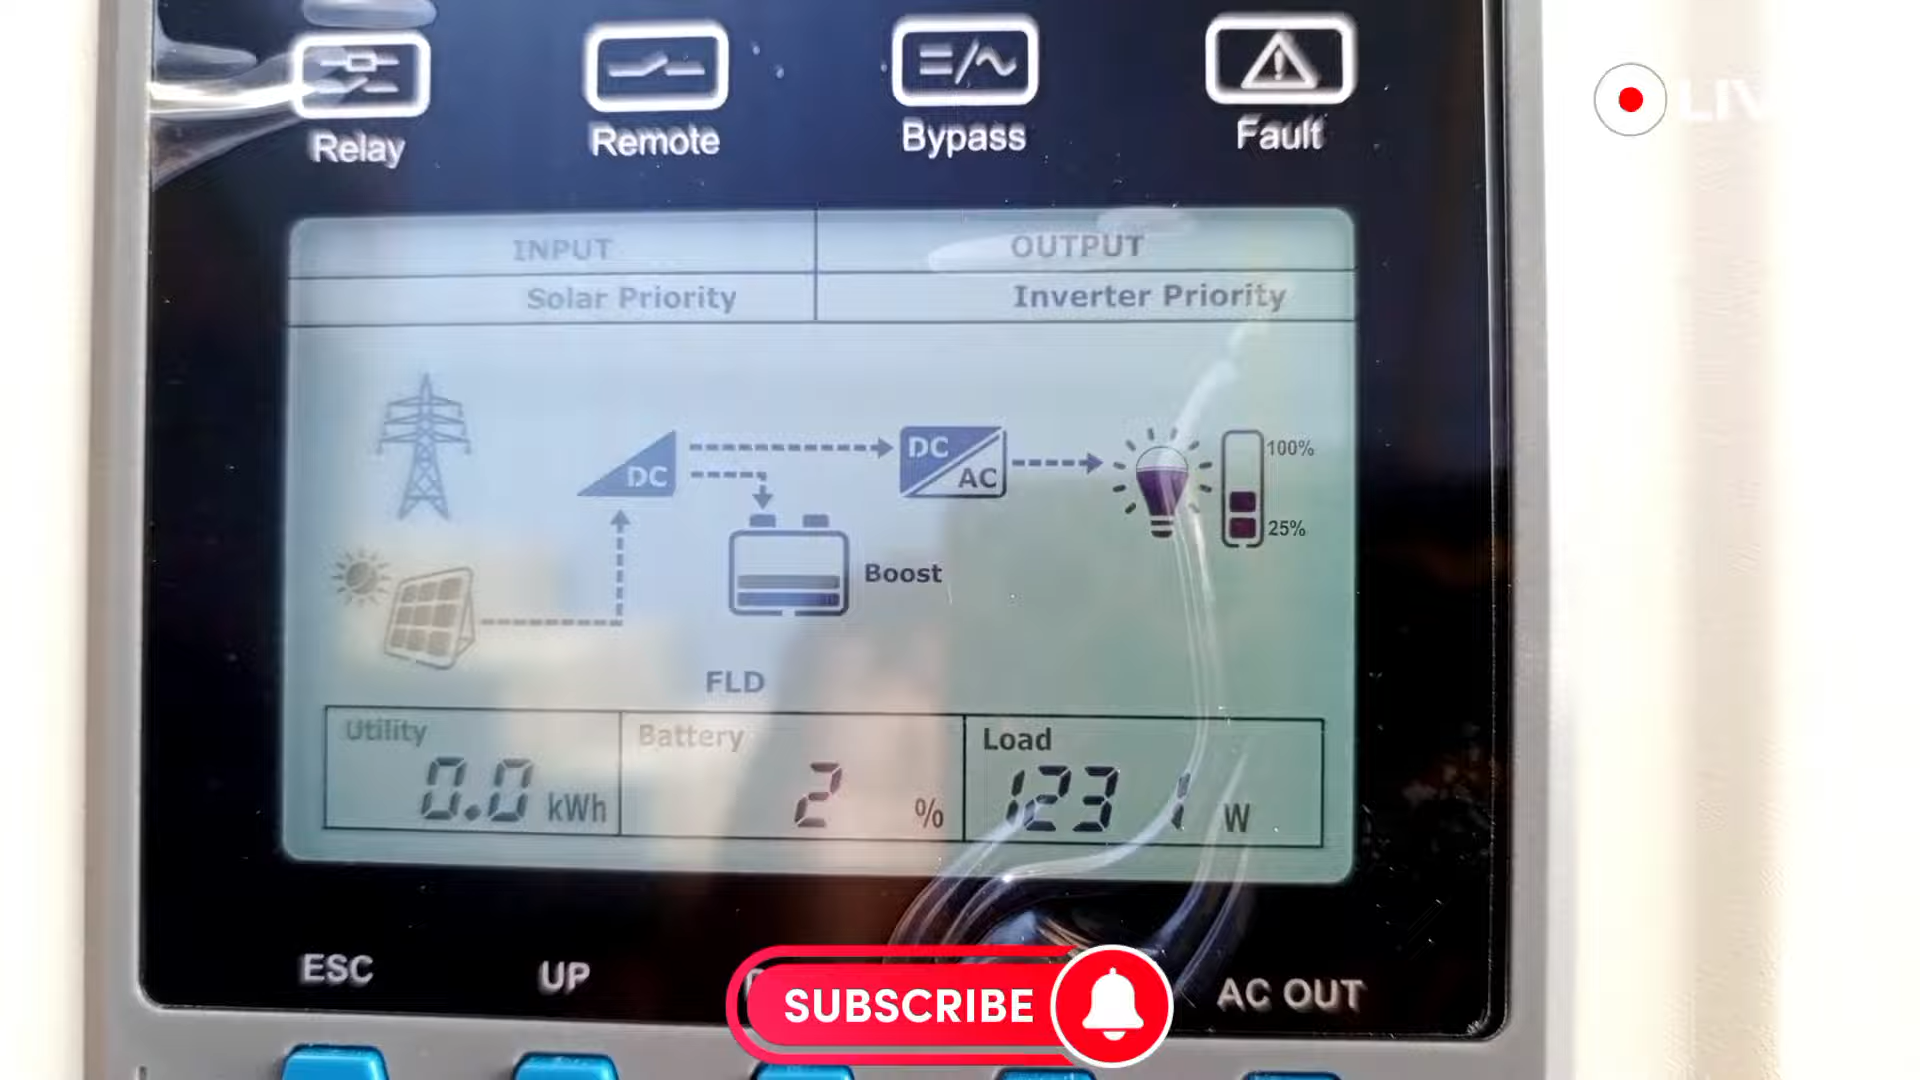 Relay
Remote
Bypass
Fault
INPUT
OUTPUT
Solar Priority
Inverter Priority
DC
DC
AC
100%
25%
Boost
FLD
Utility
0.0 kWh
Battery
2 %
Load
123 1 W
ESC
UP
AC OUT
SUBSCRIBE